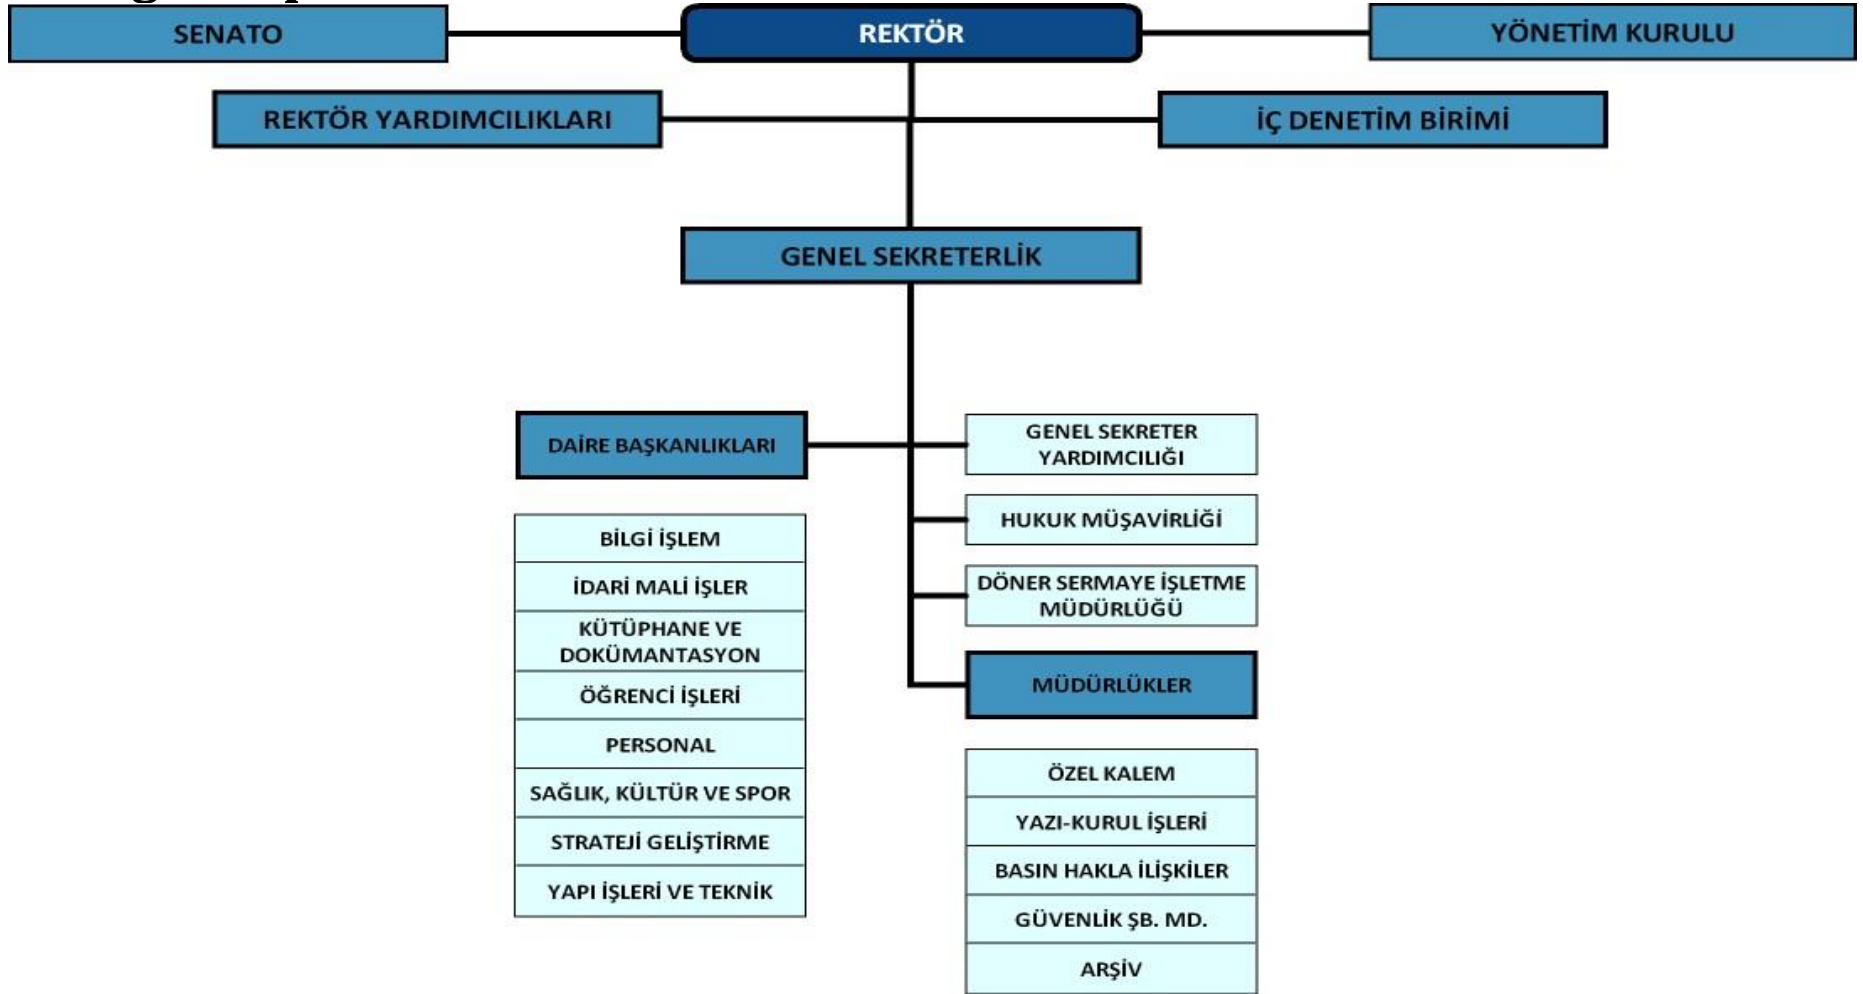 SENATO
REKTÖR
YÖNETİM KURULU
REKTÖR YARDIMCILIKLARI
İÇ DENETİM BİRİMİ
GENEL SEKRETERLİK
DAİRE BAŞKANLIKLARI
BİLGİ İŞLEM
İDARİ MALİ İŞLER
KÜTÜPHANE VE
DOKÜMANTASYON
ÖĞRENCİ İŞLERİ
PERSONAL
SAĞLIK, KÜLTÜR VE SPOR
STRATEJİ GELİŞTİRME
YAPI İŞLERİ VE TEKNİK
GENEL SEKRETER
YARDIMCILIĞI
HUKUK MÜŞAVİRLİĞİ
DÖNER SERMAYE İŞLETME
MÜDÜRLÜĞÜ
MÜDÜRLÜKLER
ÖZEL KALEM
YAZI-KURUL İŞLERİ
BASIN HAKLA İLİŞKİLER
GÜVENLİK ŞB. MD.
ARŞİV